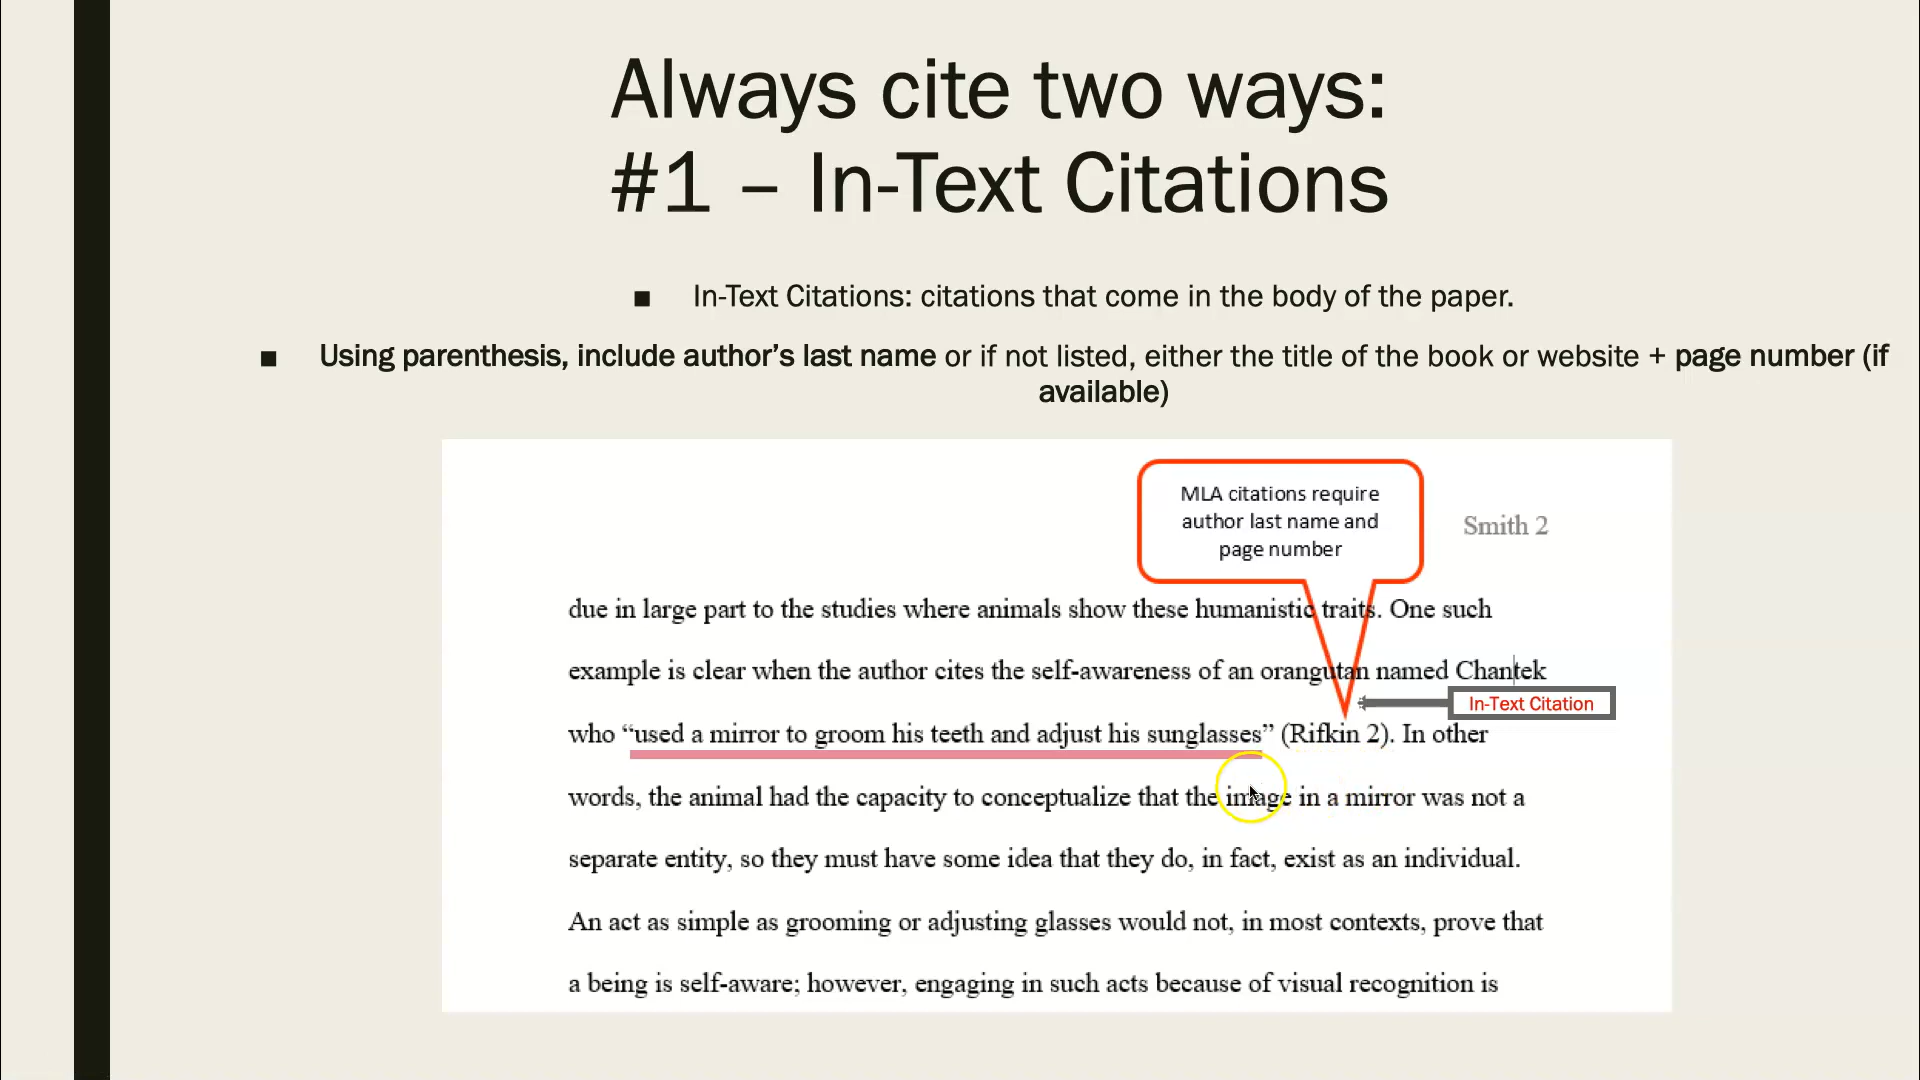 Always cite two ways:
#1 – In-Text Citations
■ In-Text Citations: citations that come in the body of the paper.
■ Using parenthesis, include author’s last name or if not listed, either the title of the book or website + page number (if
available)
MLA citations require
author last name and
page number
Smith 2
due in large part to the studies where animals show these humanistic traits. One such
example is clear when the author cites the self-awareness of an orangutan named Chantek
In-Text Citation
who “used a mirror to groom his teeth and adjust his sunglasses” (Rifkin 2). In other
words, the animal had the capacity to conceptualize that the image in a mirror was not a
separate entity, so they must have some idea that they do, in fact, exist as an individual.
An act as simple as grooming or adjusting glasses would not, in most contexts, prove that
a being is self-aware; however, engaging in such acts because of visual recognition is